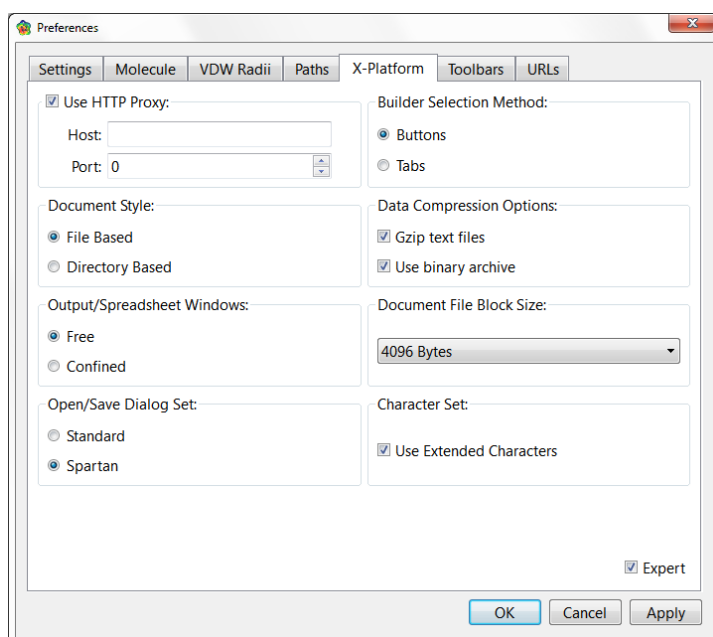 Preferences
Settings Molecule VDW Radii Paths X-Platform Toolbars URLs
Use HTTP Proxy:
Host:
Port: 0
Builder Selection Method:
Buttons
Tabs
Document Style:
File Based
Directory Based
Data Compression Options:
Gzip text files
Use binary archive
Output/Spreadsheet Windows:
Free
Confined
Document File Block Size:
4096 Bytes
Open/Save Dialog Set:
Standard
Spartan
Character Set:
Use Extended Characters
Expert
OK Cancel Apply